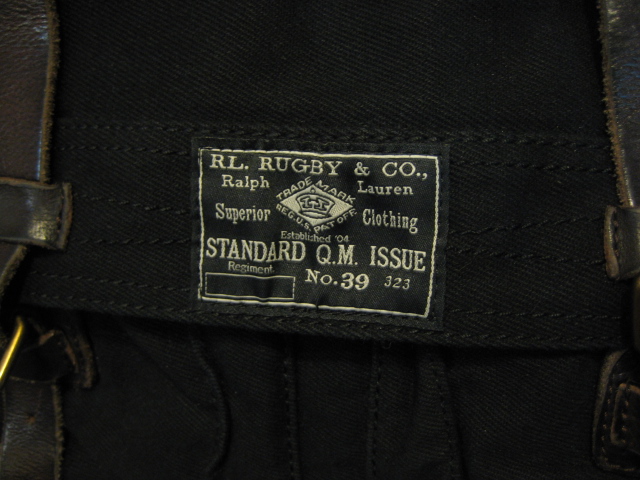 RL. RUGBY & CO.,
Ralph Lauren
TRADE MARK
Superior Clothing
REG. U.S. PAT OFF.
Established '04
STANDARD Q.M. ISSUE
Regiment
No. 39 323